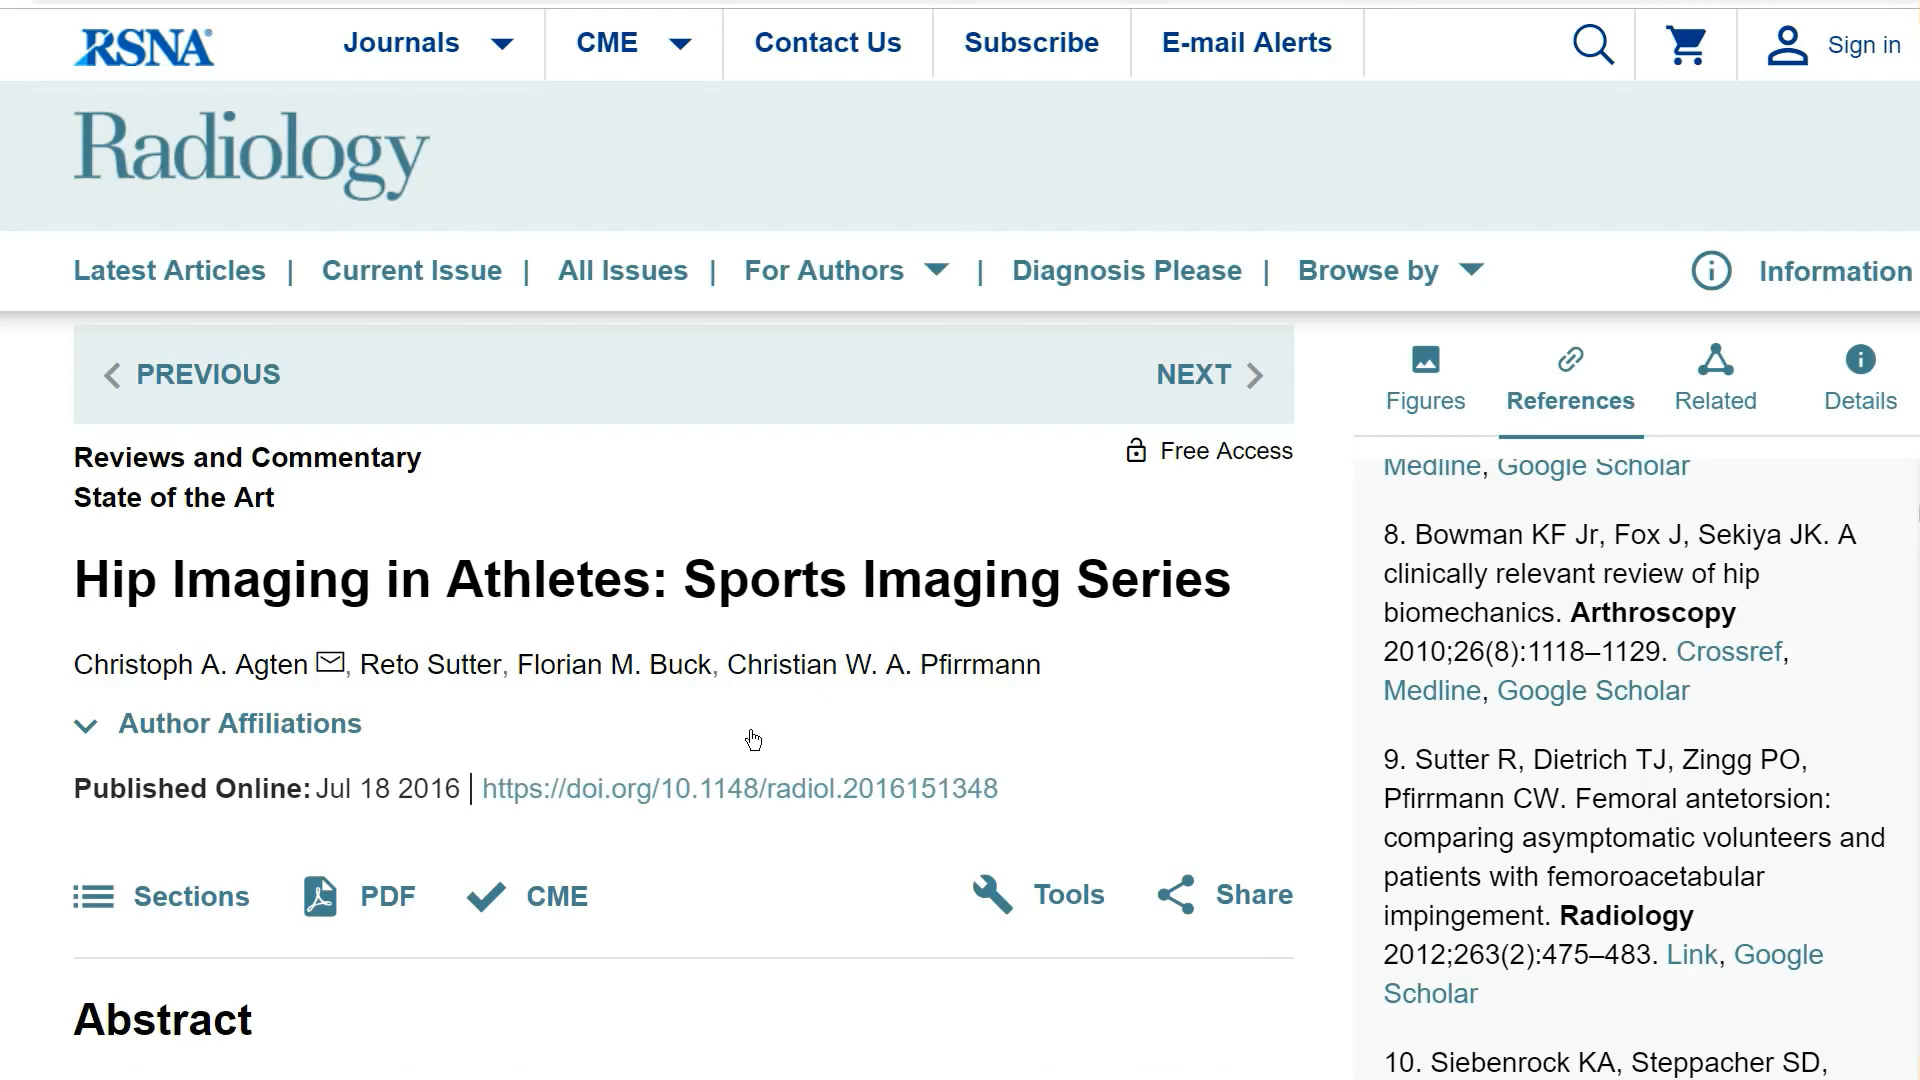 RSNA®
Journals
CME
Contact Us
Subscribe
E-mail Alerts
Sign in
Radiology
Latest Articles | Current Issue | All Issues | For Authors | Diagnosis Please | Browse by
Information
PREVIOUS
NEXT
Reviews and Commentary
State of the Art
Free Access
Hip Imaging in Athletes: Sports Imaging Series
Christoph A. Agten, Reto Sutter, Florian M. Buck, Christian W. A. Pfirrmann
Author Affiliations
Published Online: Jul 18 2016 | https://doi.org/10.1148/radiol.2016151348
Sections
PDF
CME
Tools
Share
Abstract
Figures
References
Related
Details
Medline, Google Scholar
8. Bowman KF Jr, Fox J, Sekiya JK. A
clinically relevant review of hip
biomechanics. Arthroscopy
2010;26(8):1118–1129. Crossref,
Medline, Google Scholar
9. Sutter R, Dietrich TJ, Zingg PO,
Pfirrmann CW. Femoral antetorsion:
comparing asymptomatic volunteers and
patients with femoroacetabular
impingement. Radiology
2012;263(2):475–483. Link, Google
Scholar
10. Siebenrock KA, Steppacher SD,